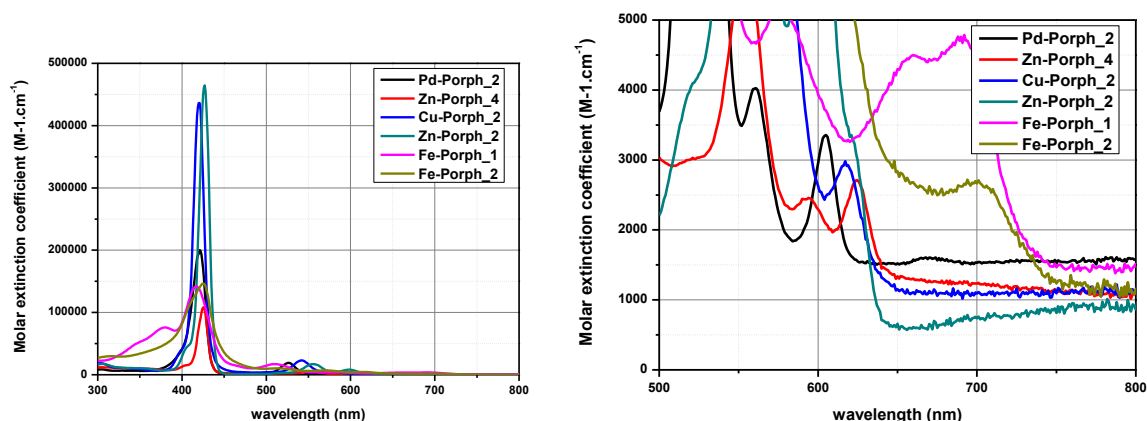 Molar extinction coefficient (M-1.cm⁻¹)
500000
400000
300000
200000
100000
0
300 400 500 600 700 800
wavelength (nm)
Pd-Porph_2
Zn-Porph_4
Cu-Porph_2
Zn-Porph_2
Fe-Porph_1
Fe-Porph_2
Molar extinction coefficient (M-1.cm⁻¹)
5000
4000
3000
2000
1000
0
500 600 700 800
wavelength (nm)
Pd-Porph_2
Zn-Porph_4
Cu-Porph_2
Zn-Porph_2
Fe-Porph_1
Fe-Porph_2